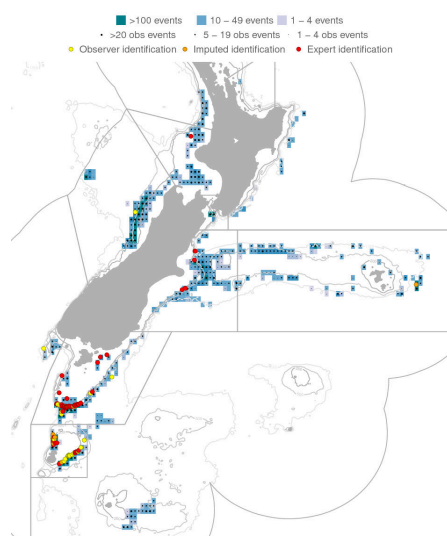 >100 events 10 – 49 events 1 – 4 events
>20 obs events 5 – 19 obs events 1 – 4 obs events
Observer identification Imputed identification Expert identification